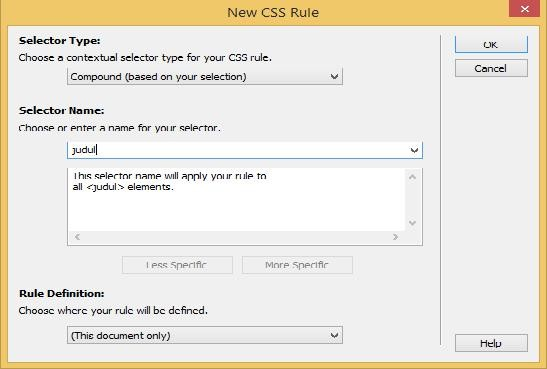 New CSS Rule
Selector Type:
Choose a contextual selector type for your CSS rule.
Compound (based on your selection)
Selector Name:
Choose or enter a name for your selector.
judul
This selector name will apply your rule to
all <judul> elements.
Less Specific
More Specific
Rule Definition:
Choose where your rule will be defined.
(This document only)
OK
Cancel
Help